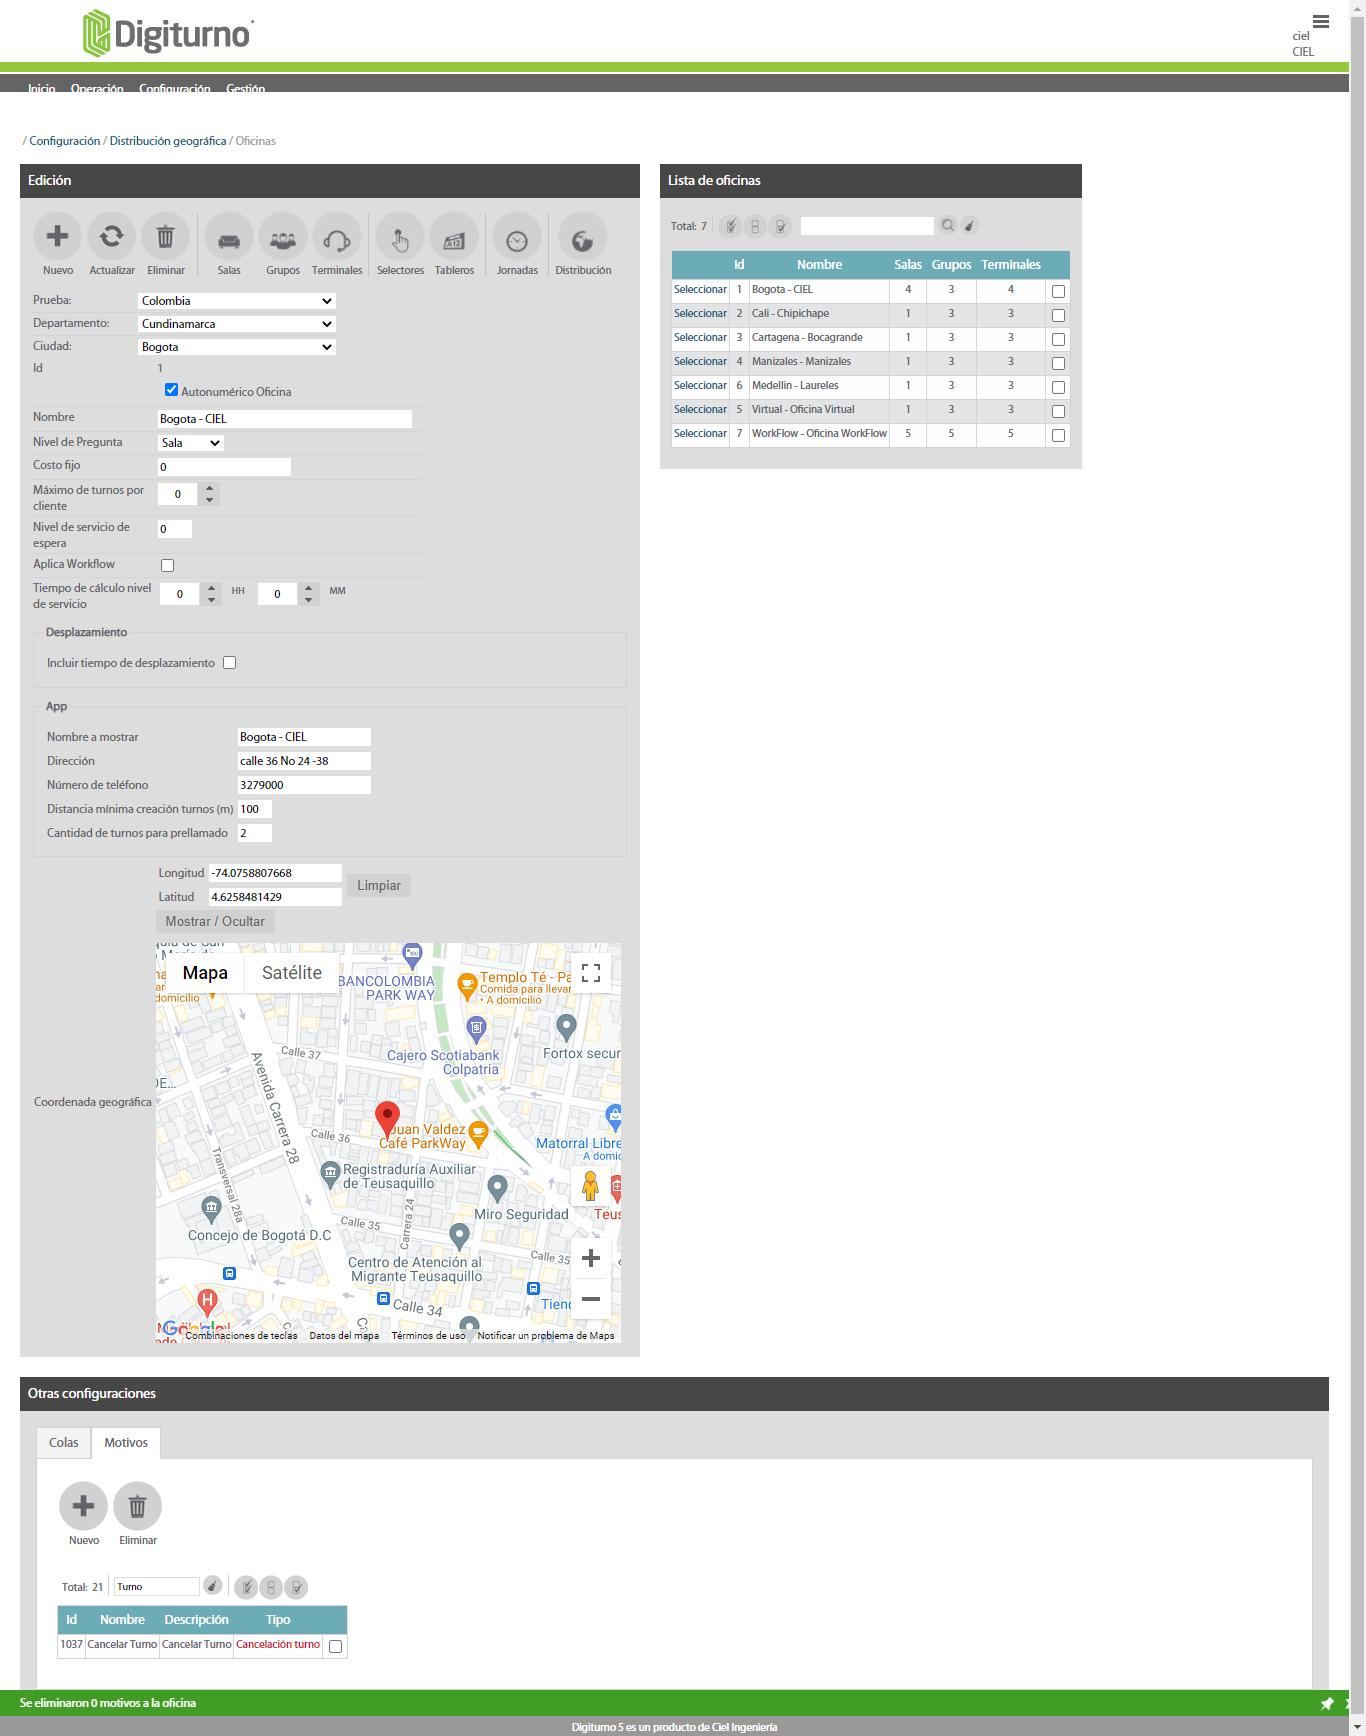 Digiturno
ciel
CIEL
Inicio Operación Configuración Gestión
/ Configuración / Distribución geográfica / Oficinas
Edición
Nuevo Actualizar Eliminar Salas Grupos Terminales Selectores Tableros Jornadas Distribución
Prueba: Colombia
Departamento: Cundinamarca
Ciudad: Bogota
Id 1
Autonumérico Oficina
Nombre Bogota - CIEL
Nivel de Pregunta Sala
Costo fijo 0
Máximo de turnos por
cliente 0
Nivel de servicio de
espera 0
Aplica Workflow
Tiempo de cálculo nivel
de servicio 0 HH 0 MM
Desplazamiento
Incluir tiempo de desplazamiento
App
Nombre a mostrar Bogota - CIEL
Dirección calle 36 No 24 -38
Número de teléfono 3279000
Distancia mínima creación turnos (m) 100
Cantidad de turnos para prellamado 2
Longitud -74.0758807668
Latitud 4.6258481429
Limpiar
Mostrar / Ocultar
Coordenada geográfica
Mapa Satélite
domicilio
BANCOLOMBIA
PARK WAY
Templo Té - Pa
Comida para llevar
• A domicilio
Cajero Scotiabank
Colpatria
Fortox secur
Calle 37
Avenida Carrera 28
Calle 36
Juan Valdez
Café ParkWay
Matorral Libre
A domic
Registraduría Auxiliar
de Teusaquillo
Transversal 28a
Miro Seguridad
Teus
Concejo de Bogotá D.C
Calle 35
Carrera 24
Calle 35
Centro de Atención al
Migrante Teusaquillo
Calle 34
Tienc
Google
Combinaciones de teclas Datos del mapa Términos de uso Notificar un problema de Maps
Lista de oficinas
Total: 7
Id Nombre Salas Grupos Terminales
Seleccionar 1 Bogota - CIEL 4 3 4
Seleccionar 2 Cali - Chipichape 1 3 3
Seleccionar 3 Cartagena - Bocagrande 1 3 3
Seleccionar 4 Manizales - Manizales 1 3 3
Seleccionar 6 Medellin - Laureles 1 3 3
Seleccionar 5 Virtual - Oficina Virtual 1 3 3
Seleccionar 7 WorkFlow - Oficina WorkFlow 5 5 5
Otras configuraciones
Colas Motivos
Nuevo Eliminar
Total: 21 Turno
Id Nombre Descripción Tipo
1037 Cancelar Turno Cancelar Turno Cancelación turno
Se eliminaron 0 motivos a la oficina
Digiturno 5 es un producto de Ciel Ingeniería